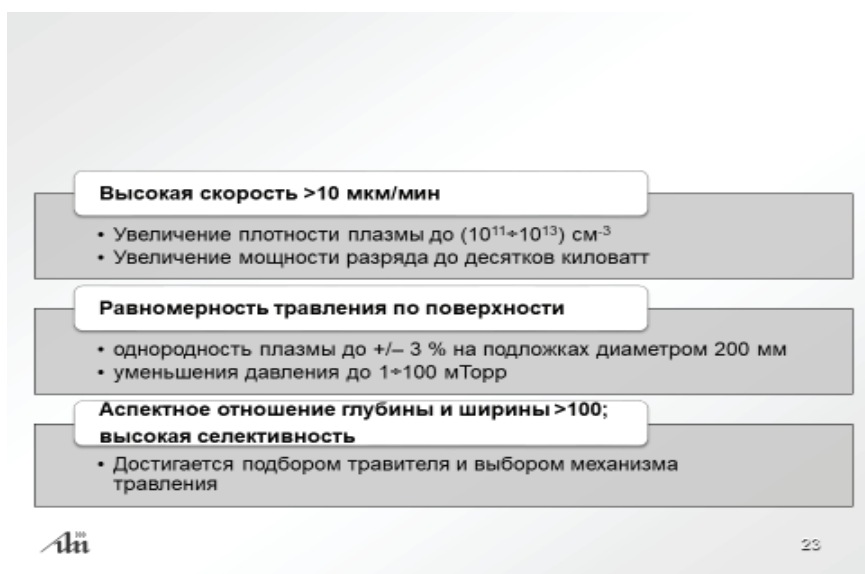 Высокая скорость >10 мкм/мин
• Увеличение плотности плазмы до (10¹¹÷10¹³) см⁻³
• Увеличение мощности разряда до десятков киловатт
Равномерность травления по поверхности
• однородность плазмы до +/– 3 % на подложках диаметром 200 мм
• уменьшения давления до 1÷100 мТорр
Аспектное отношение глубины и ширины >100;
высокая селективность
• Достигается подбором травителя и выбором механизма
травления
23